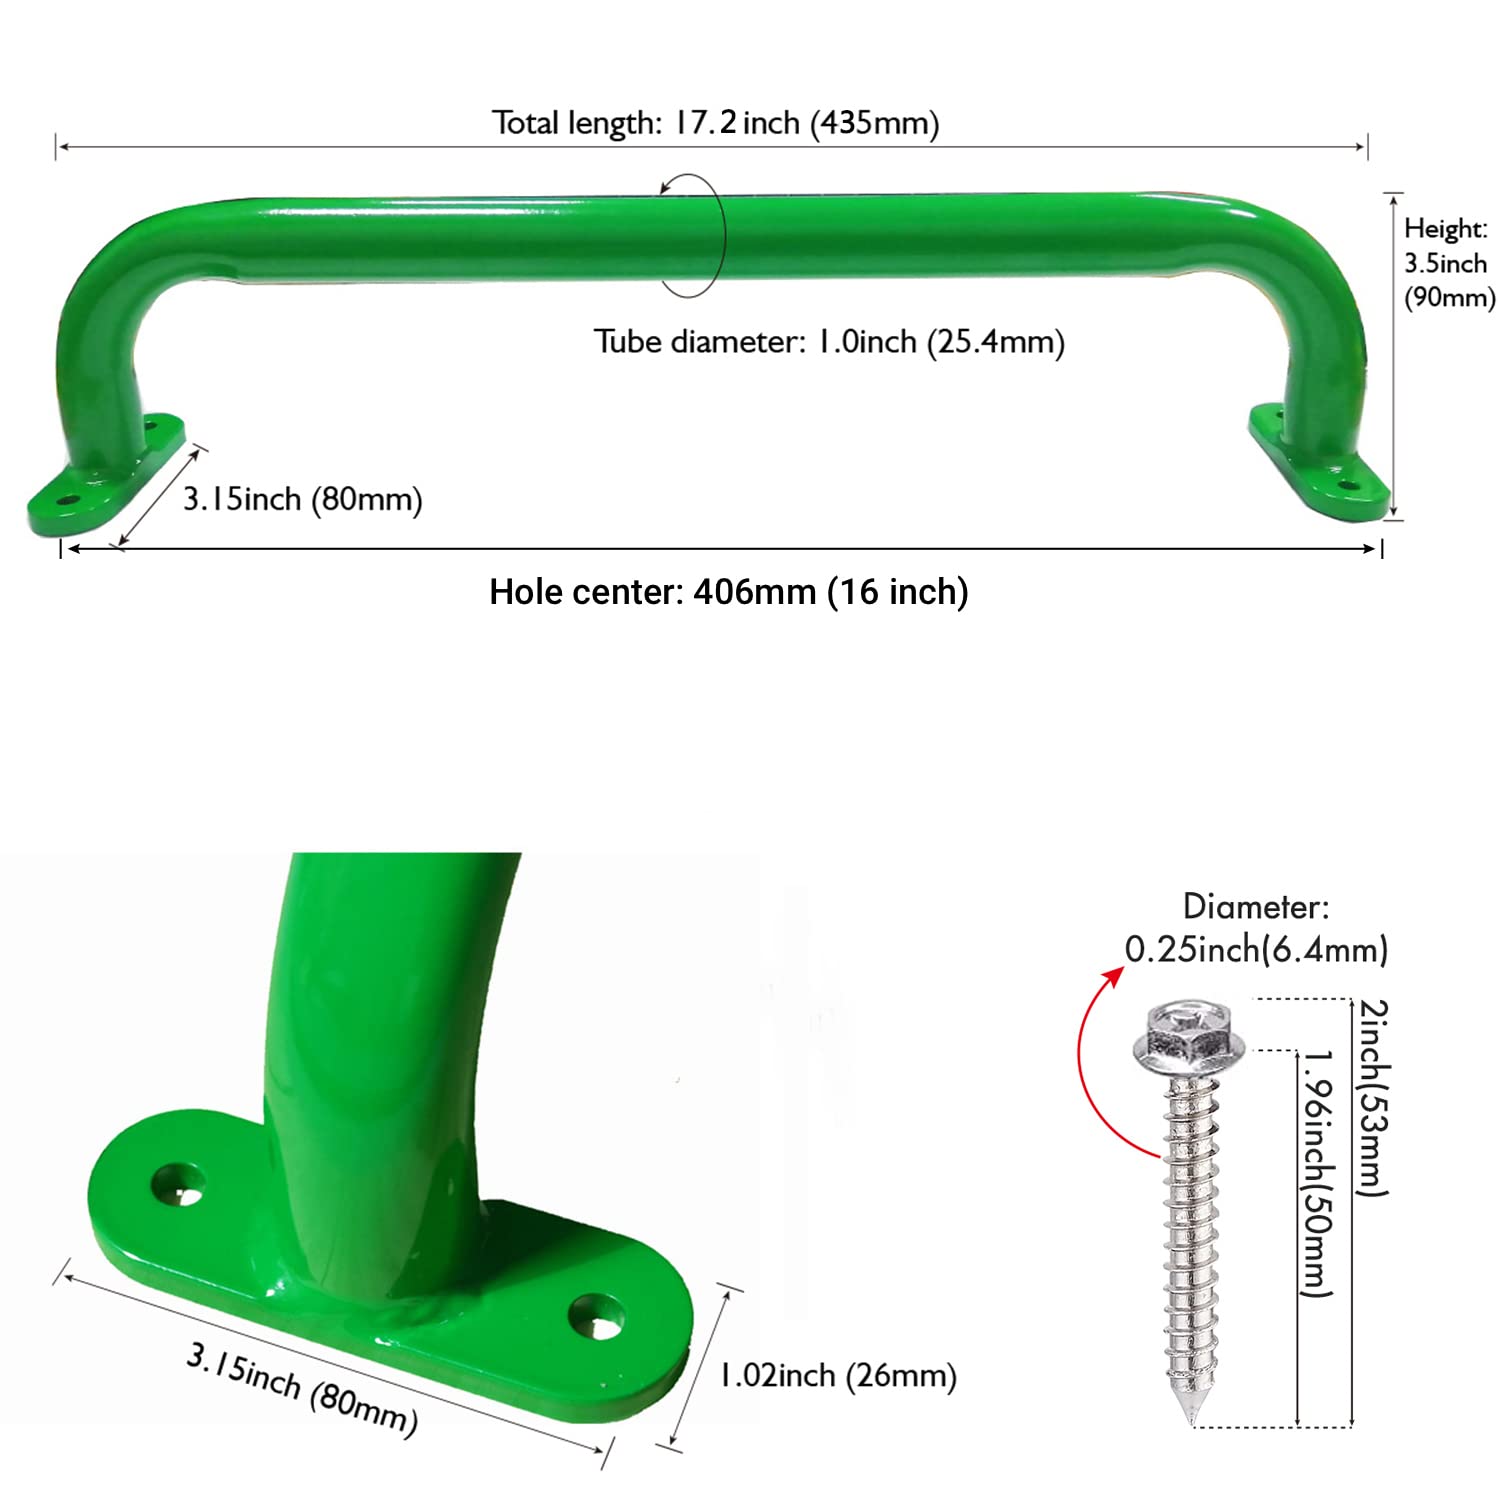 Total length: 17.2 inch (435mm)
Height:
3.5inch
(90mm)
Tube diameter: 1.0inch (25.4mm)
3.15inch (80mm)
Hole center: 406mm (16 inch)
Diameter:
0.25inch(6.4mm)
2inch(53mm)
1.96inch(50mm)
3.15inch (80mm)
1.02inch (26mm)